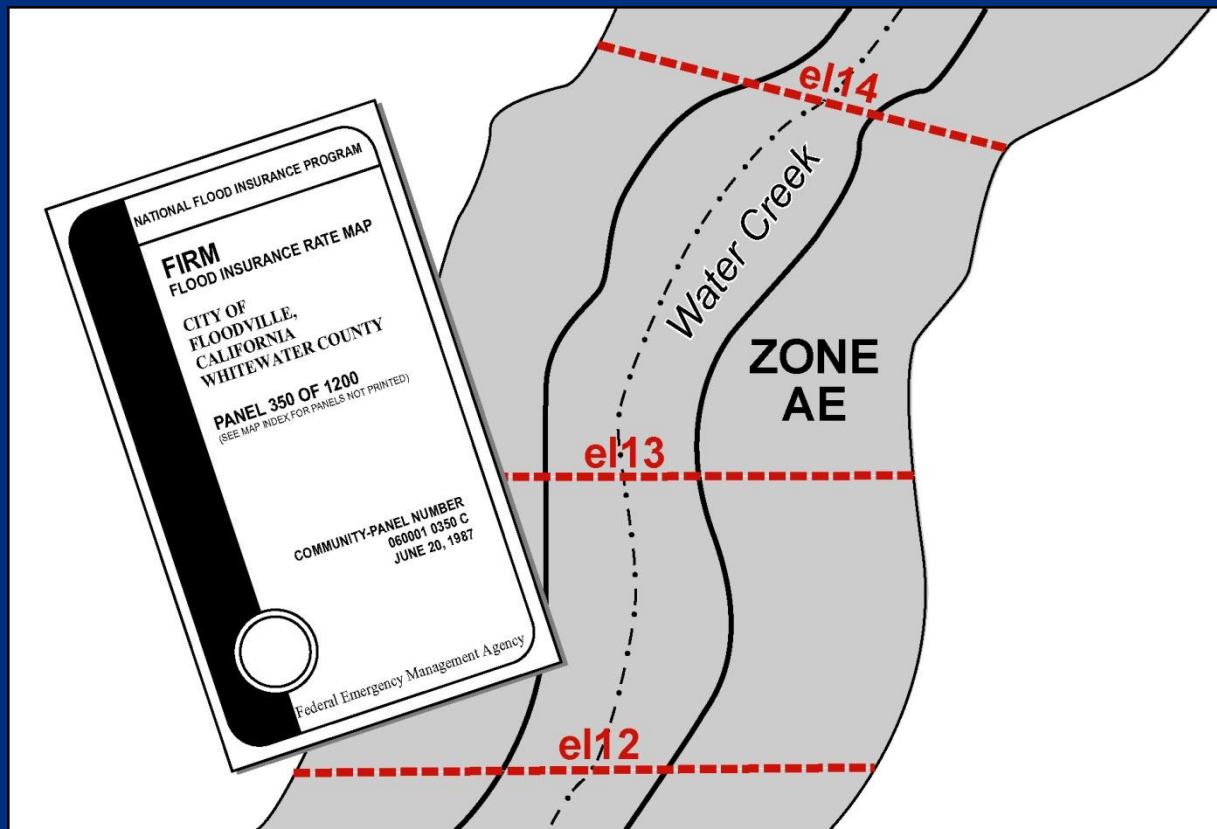 NATIONAL FLOOD INSURANCE PROGRAM
FIRM
FLOOD INSURANCE RATE MAP
CITY OF
FLOODVILLE,
CALIFORNIA
WHITEWATER COUNTY
PANEL 350 OF 1200
(SEE MAP INDEX FOR PANELS NOT PRINTED)
COMMUNITY-PANEL NUMBER
060001 0350 C
JUNE 20, 1987
Federal Emergency Management Agency
el14
Water Creek
ZONE
AE
el13
el12